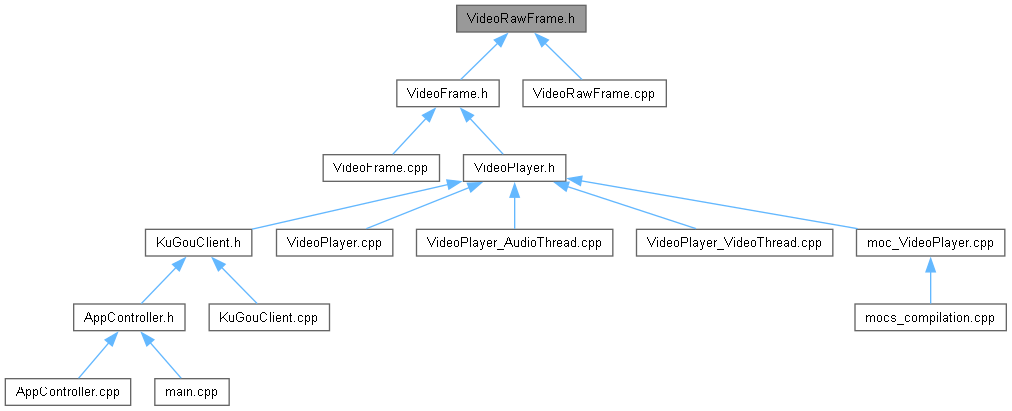 VideoRawFrame.h
VideoFrame.h
VideoRawFrame.cpp
VideoFrame.cpp
VideoPlayer.h
KuGouClient.h
VideoPlayer.cpp
VideoPlayer_AudioThread.cpp
VideoPlayer_VideoThread.cpp
moc_VideoPlayer.cpp
AppController.h
KuGouClient.cpp
mocs_compilation.cpp
AppController.cpp
main.cpp